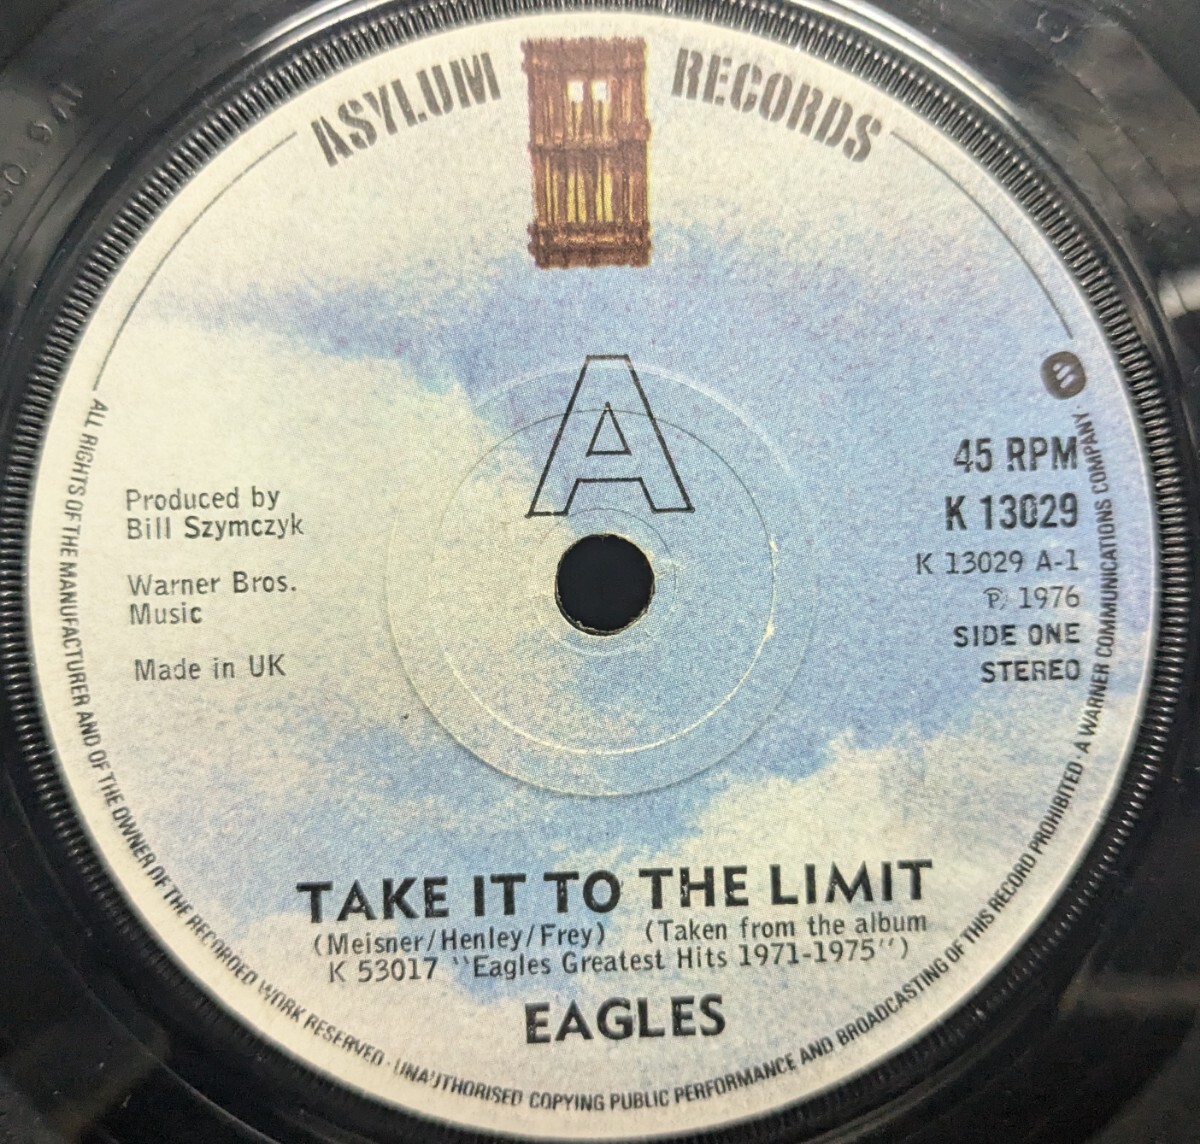 ASYLUM RECORDS
A
45 RPM
K 13029
K 13029 A-1
℗ 1976
SIDE ONE
STEREO
Produced by
Bill Szymczyk
Warner Bros.
Music
Made in UK
TAKE IT TO THE LIMIT
(Meisner/Henley/Frey) (Taken from the album
K 53017 "Eagles Greatest Hits 1971-1975")
EAGLES
ALL RIGHTS OF THE MANUFACTURER AND OF THE OWNER OF THE RECORDED WORK RESERVED · UNAUTHORISED COPYING PUBLIC PERFORMANCE AND BROADCASTING OF THIS RECORD PROHIBITED · A WARNER COMMUNICATIONS COMPANY